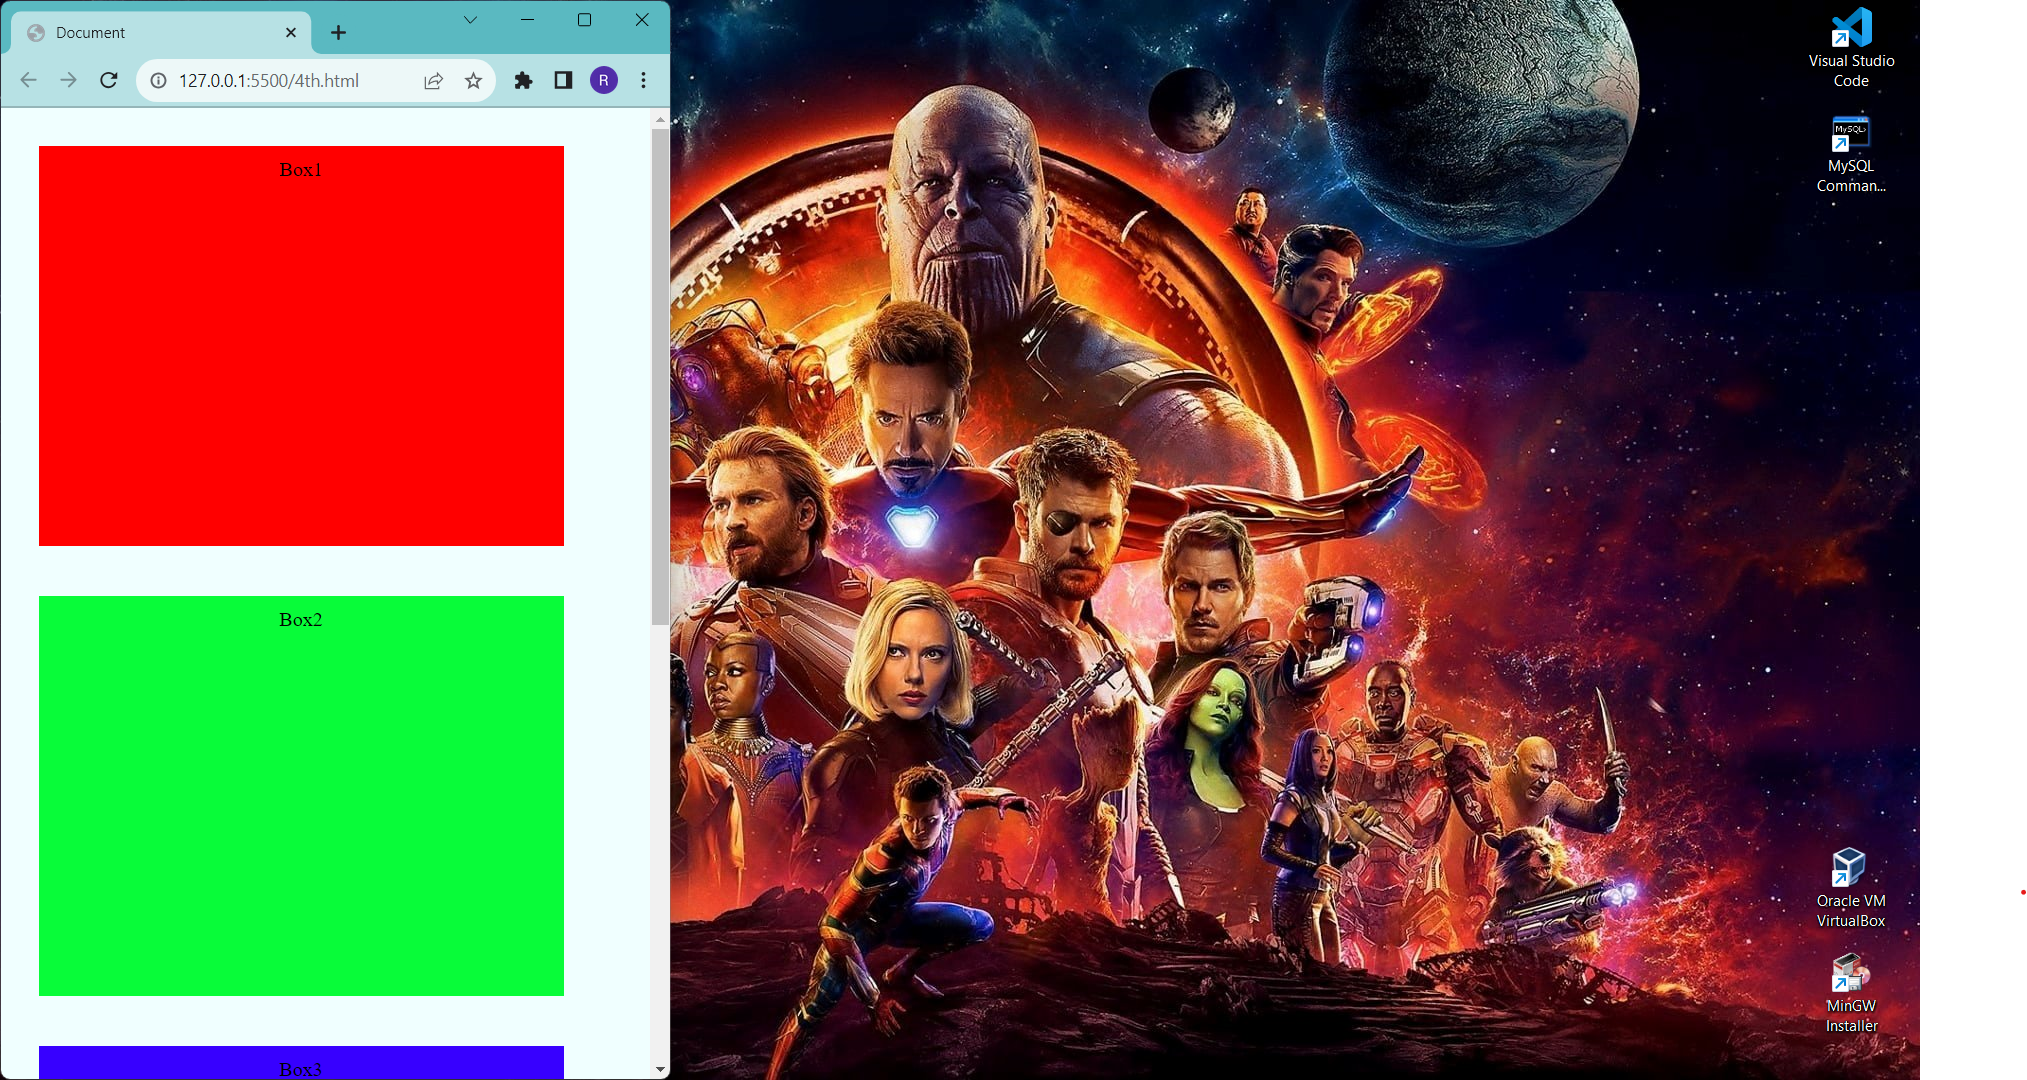 Document
127.0.0.1:5500/4th.html
R
Box1
Box2
Box3
Visual Studio
Code
MySQL
MySQL
Comman...
Oracle VM
VirtualBox
MinGW
Installer